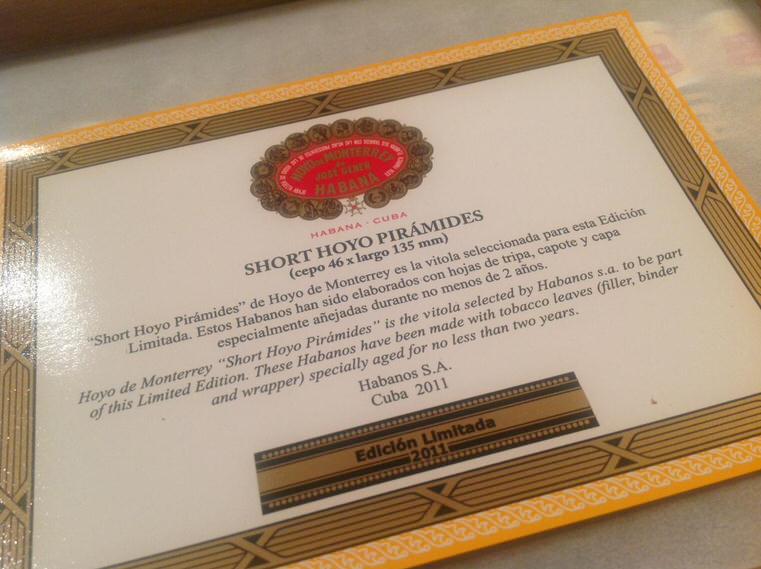 HOYO DE MONTERREY
DE
JOSÉ GENER
HABANA
HABANA - CUBA
SHORT HOYO PIRÁMIDES
(cepo 46 x largo 135 mm)
"Short Hoyo Pirámides" de Hoyo de Monterrey es la vitola seleccionada para esta Edición
Limitada. Estos Habanos han sido elaborados con hojas de tripa, capote y capa
especialmente añejadas durante no menos de 2 años.
Hoyo de Monterrey "Short Hoyo Pirámides" is the vitola selected by Habanos s.a. to be part
of this Limited Edition. These Habanos have been made with tobacco leaves (filler, binder
and wrapper) specially aged for no less than two years.
Habanos S.A.
Cuba 2011
Edición Limitada
2011